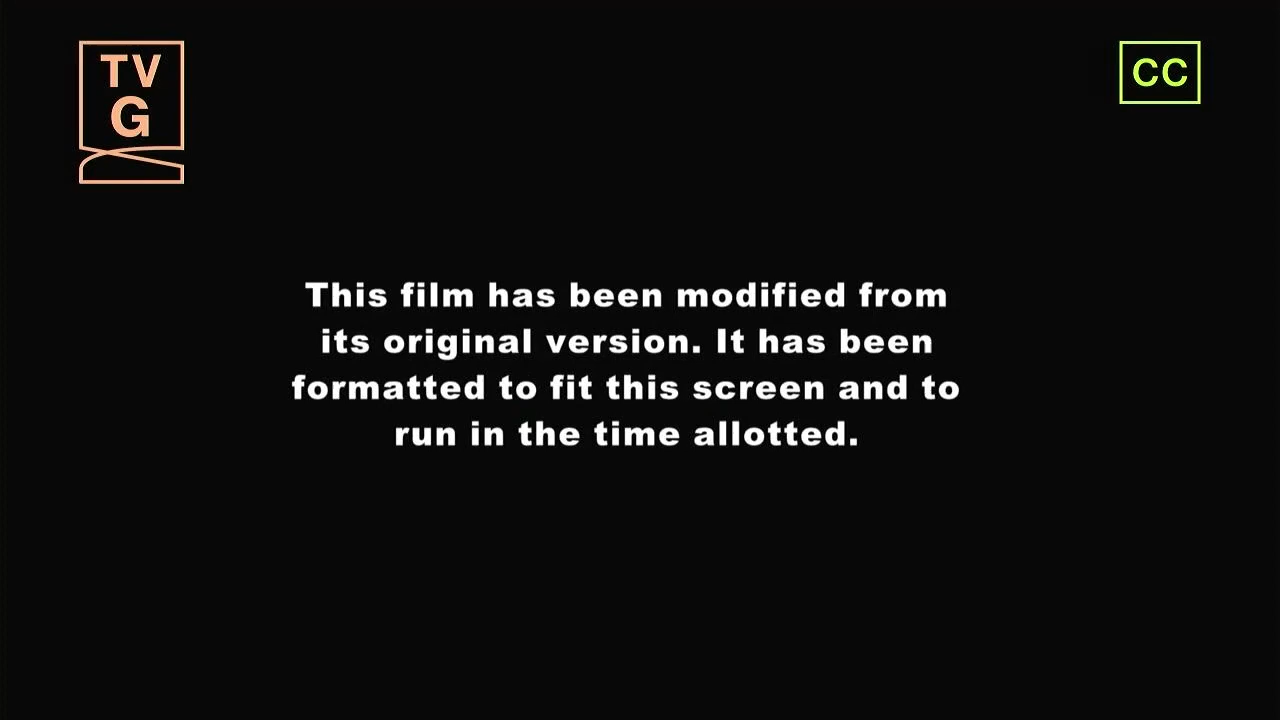 TV
G
CC
This film has been modified from
its original version. It has been
formatted to fit this screen and to
run in the time allotted.